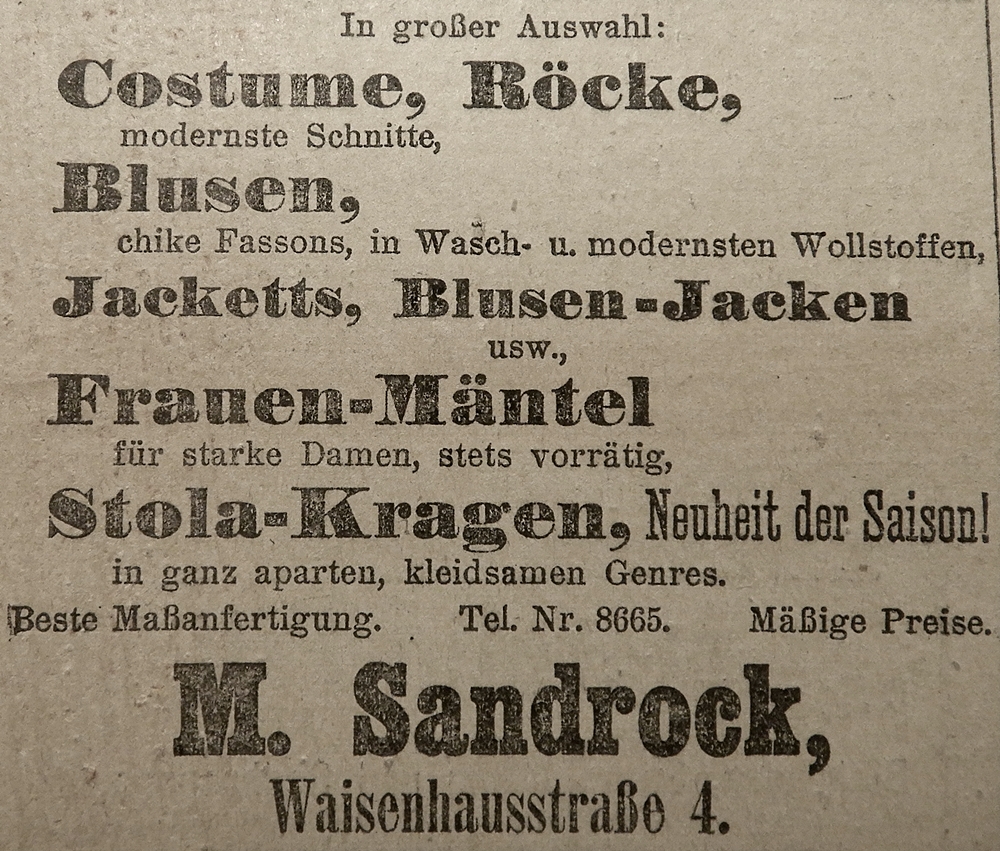 In großer Auswahl:
Costume, Röcke,
modernste Schnitte,
Blusen,
chike Fassons, in Wasch- u. modernsten Wollstoffen,
Jacketts, Blusen-Jacken
usw.,
Frauen-Mäntel
für starke Damen, stets vorrätig,
Stola-Kragen, Neuheit der Saison!
in ganz aparten, kleidsamen Genres.
Beste Maßanfertigung. Tel. Nr. 8665. Mäßige Preise.
M. Sandrock,
Waisenhausstraße 4.